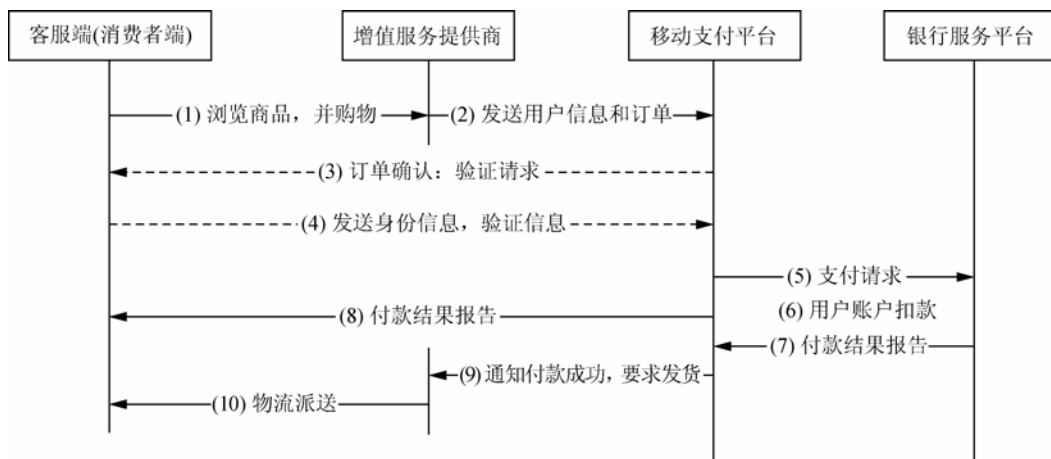 客服端(消费者端)
增值服务提供商
移动支付平台
银行服务平台
(1) 浏览商品，并购物
(2) 发送用户信息和订单
(3) 订单确认：验证请求
(4) 发送身份信息，验证信息
(5) 支付请求
(6) 用户账户扣款
(8) 付款结果报告
(7) 付款结果报告
(9) 通知付款成功，要求发货
(10) 物流派送